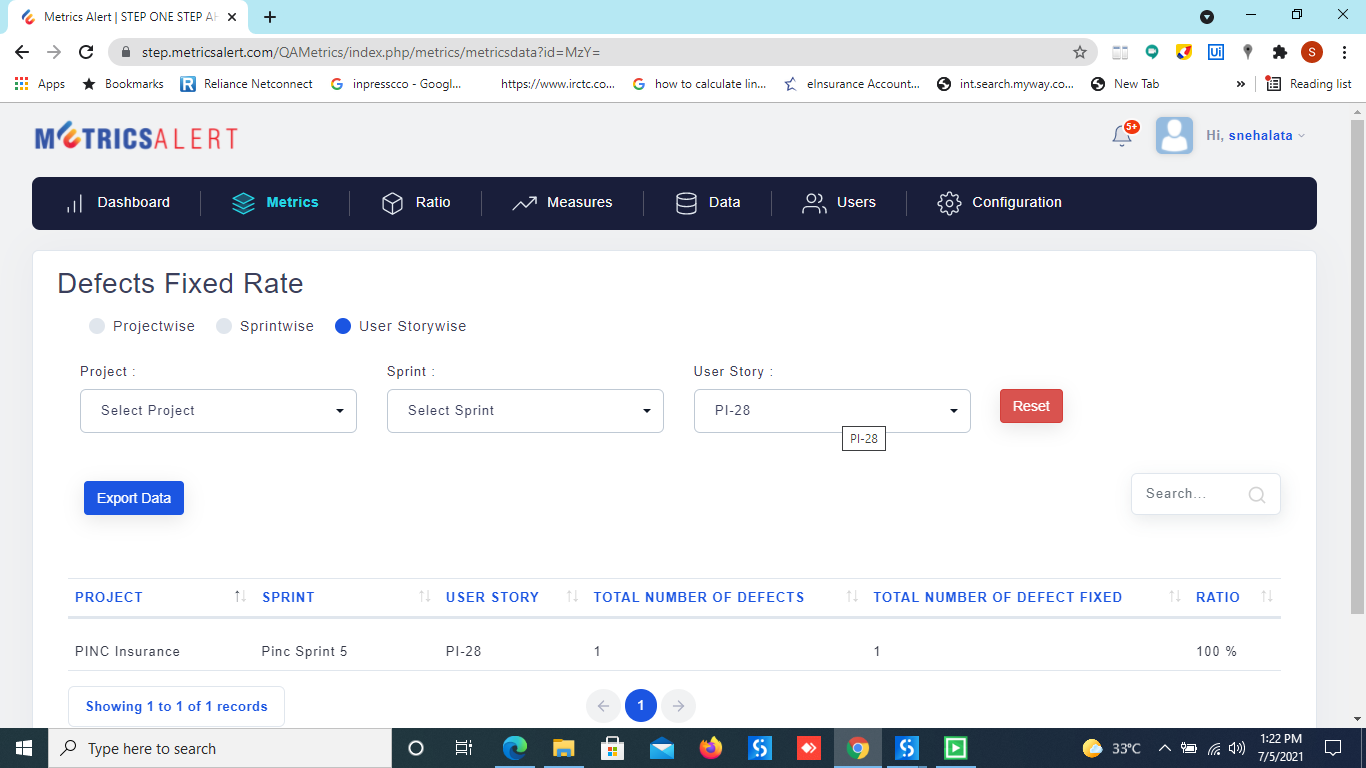 Metrics Alert | STEP ONE STEP AH
step.metricsalert.com/QAMetrics/index.php/metrics/metricsdata?id=MzY=
S
Apps
Bookmarks
R
Reliance Netconnect
inpresscco - Googl...
https://www.irctc.co...
how to calculate lin...
eInsurance Account...
int.search.myway.co...
New Tab
»
Reading list
METRICSALERT
5+
Hi, snehalata
Dashboard
Metrics
Ratio
Measures
Data
Users
Configuration
Defects Fixed Rate
Projectwise
Sprintwise
User Storywise
Project :
Sprint :
User Story :
Select Project
Select Sprint
PI-28
Reset
PI-28
Export Data
Search...
PROJECT
SPRINT
USER STORY
TOTAL NUMBER OF DEFECTS
TOTAL NUMBER OF DEFECT FIXED
RATIO
PINC Insurance
Pinc Sprint 5
PI-28
1
1
100 %
Showing 1 to 1 of 1 records
1
Type here to search
33°C
1:22 PM
7/5/2021